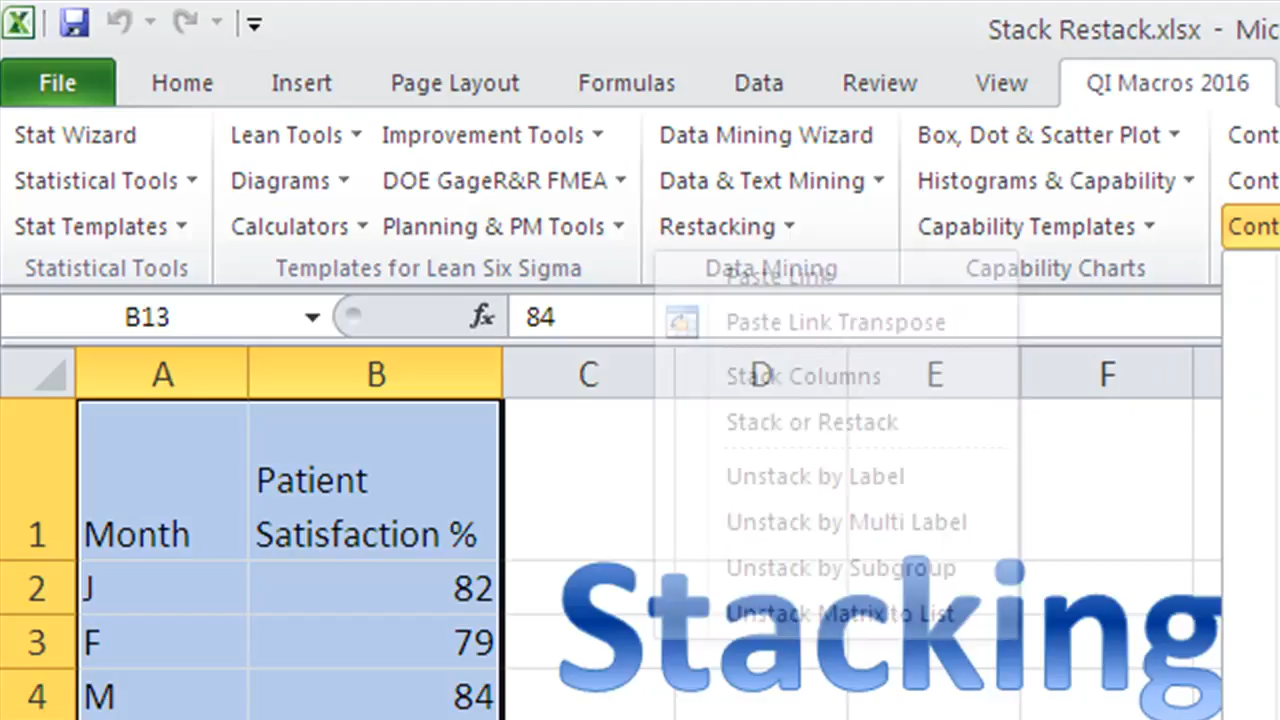 Stack Restack.xlsx - Mic
File Home Insert Page Layout Formulas Data Review View QI Macros 2016
Stat Wizard Lean Tools Improvement Tools Data Mining Wizard Box, Dot & Scatter Plot Cont
Statistical Tools Diagrams DOE GageR&R FMEA Data & Text Mining Histograms & Capability Cont
Stat Templates Calculators Planning & PM Tools Restacking Capability Templates Cont
Statistical Tools Templates for Lean Six Sigma Data Mining Capability Charts
Paste Link
B13 fx 84
Paste Link Transpose
A B C D E F
Stack Columns
Stack or Restack
Unstack by Label
Unstack by Multi Label
Unstack by Subgroup
Unstack Matrix to List
1 Month Patient
Satisfaction %
2 J 82
3 F 79
4 M 84
Stacking